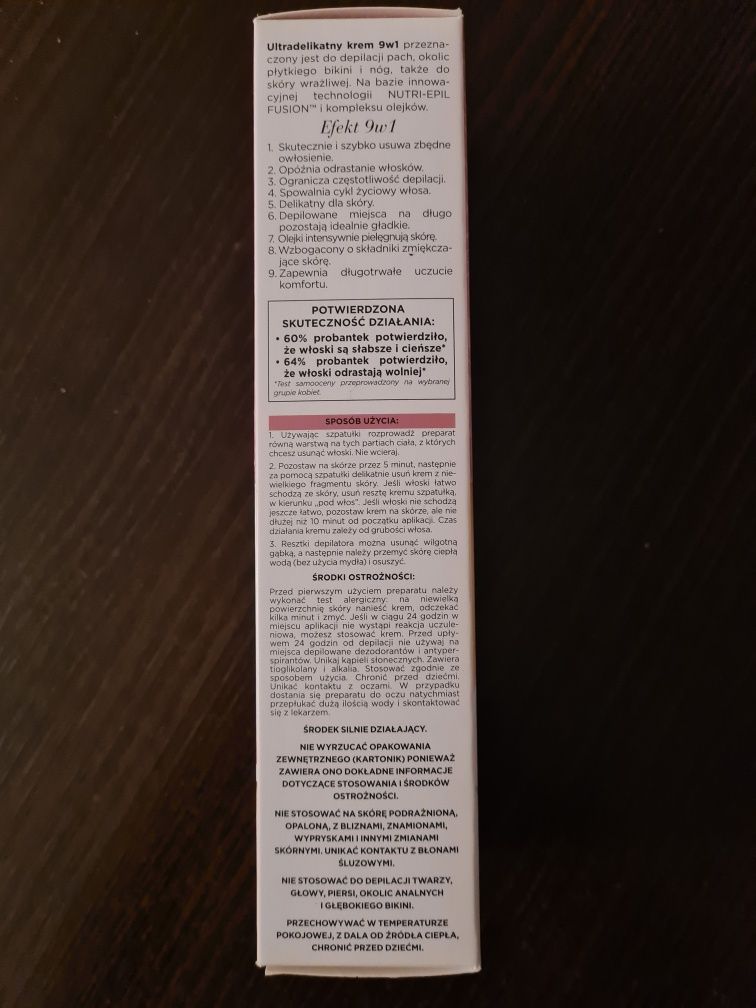 Ultradelikatny krem 9w1 przezna-
czony jest do depilacji pach, okolic
płytkiego bikini i nóg, także do
skóry wrażliwej. Na bazie innowa-
cyjnej technologii NUTRI-EPIL
FUSION™ i kompleksu olejków.
Efekt 9w1
1. Skutecznie i szybko usuwa zbędne
owłosienie.
2. Opóźnia odrastanie włosków.
3. Ogranicza częstotliwość depilacji.
4. Spowalnia cykl życiowy włosa.
5. Delikatny dla skóry.
6. Depilowane miejsca na długo
pozostają idealnie gładkie.
7. Olejki intensywnie pielęgnują skórę.
8. Wzbogacony o składniki zmiękcza-
jące skórę.
9. Zapewnia długotrwałe uczucie
komfortu.
POTWIERDZONA
SKUTECZNOŚĆ DZIAŁANIA:
• 60% probantek potwierdziło,
że włoski są słabsze i cieńsze*
• 64% probantek potwierdziło,
że włoski odrastają wolniej*
*Test samooceny przeprowadzony na wybranej
grupie kobiet.
SPOSÓB UŻYCIA:
1. Używając szpatułki rozprowadź preparat
równą warstwą na tych partiach ciała, z których
chcesz usunąć włoski. Nie wcieraj.
2. Pozostaw na skórze przez 5 minut, następnie
za pomocą szpatułki delikatnie usuń krem z nie-
wielkiego fragmentu skóry. Jeśli włoski łatwo
schodzą ze skóry, usuń resztę kremu szpatułką,
w kierunku „pod włos”. Jeśli włoski nie schodzą
jeszcze łatwo, pozostaw krem na skórze, ale nie
dłużej niż 10 minut od początku aplikacji. Czas
działania kremu zależy od grubości włosa.
3. Resztki depilatora można usunąć wilgotną
gąbką, a następnie należy przemyć skórę ciepłą
wodą (bez użycia mydła) i osuszyć.
ŚRODKI OSTROŻNOŚCI:
Przed pierwszym użyciem preparatu należy
wykonać test alergiczny: na niewielką
powierzchnię skóry nanieść krem, odczekać
kilka minut i zmyć. Jeśli w ciągu 24 godzin w
miejscu aplikacji nie wystąpi reakcja uczule-
niowa, możesz stosować krem. Przed upły-
wem 24 godzin od depilacji nie używaj na
miejsca depilowane dezodorantów i antyper-
spirantów. Unikaj kąpieli słonecznych. Zawiera
tioglikolany i alkalia. Stosować zgodnie ze
sposobem użycia. Chronić przed dziećmi.
Unikać kontaktu z oczami. W przypadku
dostania się preparatu do oczu natychmiast
przepłukać dużą ilością wody i skontaktować
się z lekarzem.
ŚRODEK SILNIE DZIAŁAJĄCY.
NIE WYRZUCAĆ OPAKOWANIA
ZEWNĘTRZNEGO (KARTONIK) PONIEWAŻ
ZAWIERA ONO DOKŁADNE INFORMACJE
DOTYCZĄCE STOSOWANIA I ŚRODKÓW
OSTROŻNOŚCI.
NIE STOSOWAĆ NA SKÓRĘ PODRAŻNIONĄ,
OPALONĄ, Z BLIZNAMI, ZNAMIONAMI,
WYPRYSKAMI I INNYMI ZMIANAMI
SKÓRNYMI. UNIKAĆ KONTAKTU Z BŁONAMI
ŚLUZOWYMI.
NIE STOSOWAĆ DO DEPILACJI TWARZY,
GŁOWY, PIERSI, OKOLIC ANALNYCH
I GŁĘBOKIEGO BIKINI.
PRZECHOWYWAĆ W TEMPERATURZE
POKOJOWEJ, Z DALA OD ŹRÓDŁA CIEPŁA,
CHRONIĆ PRZED DZIEĆMI.